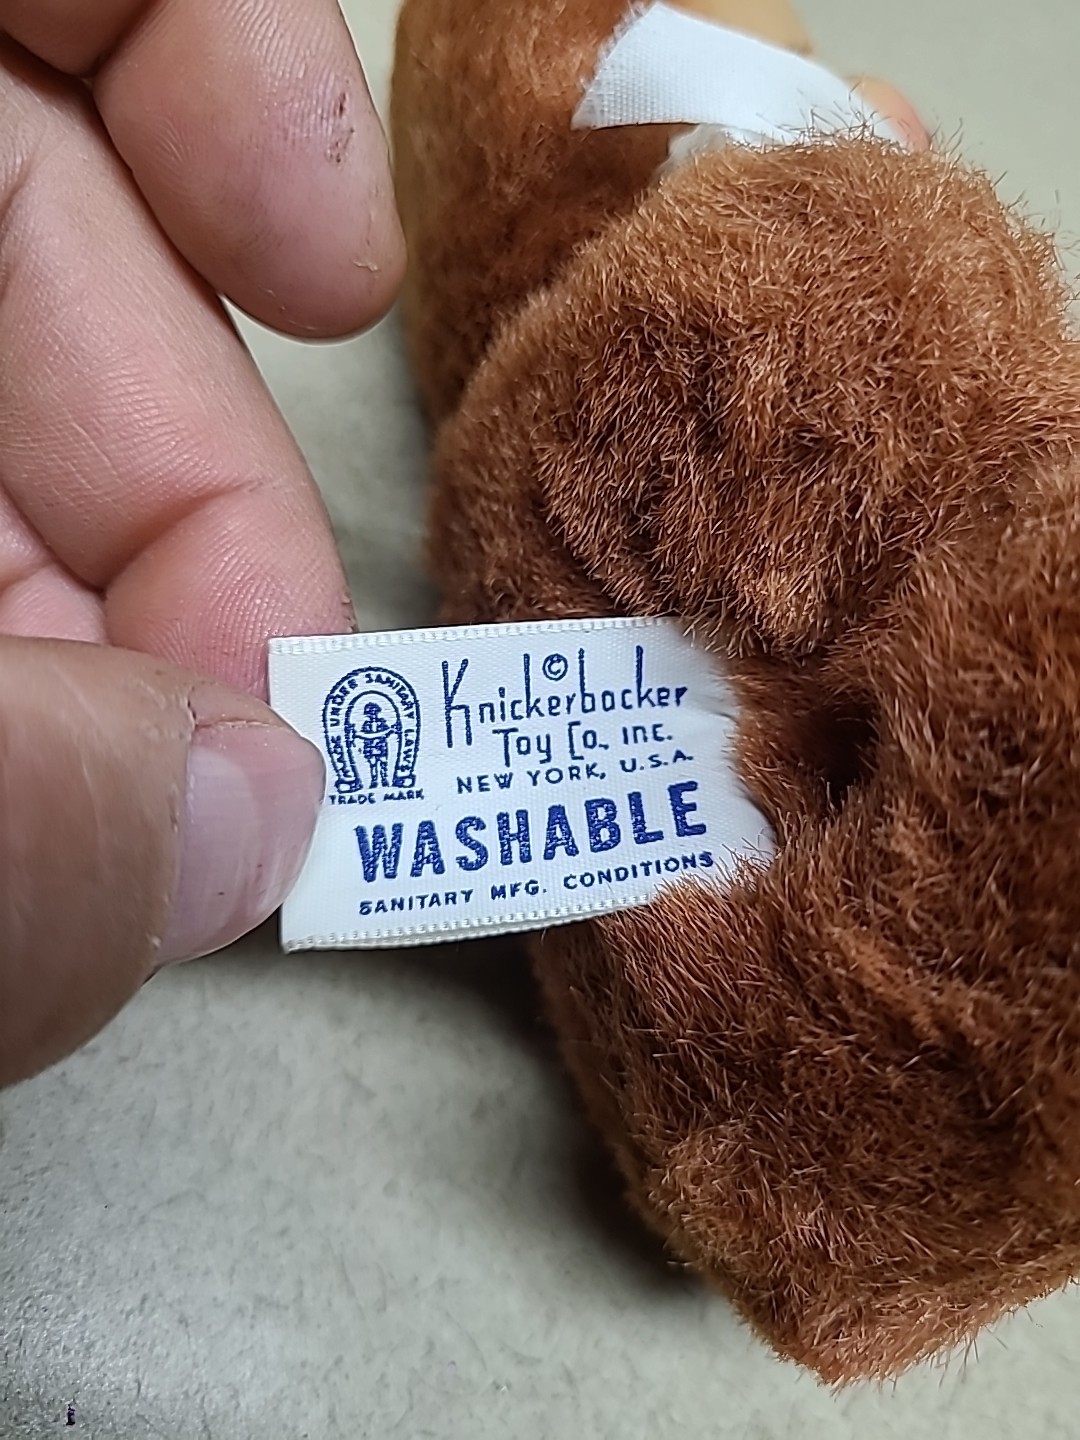 MADE UNDER SANITARY LAWS
TRADE MARK
©
Knickerbocker
Toy Co., Inc.
NEW YORK, U.S.A.
WASHABLE
SANITARY MFG. CONDITIONS